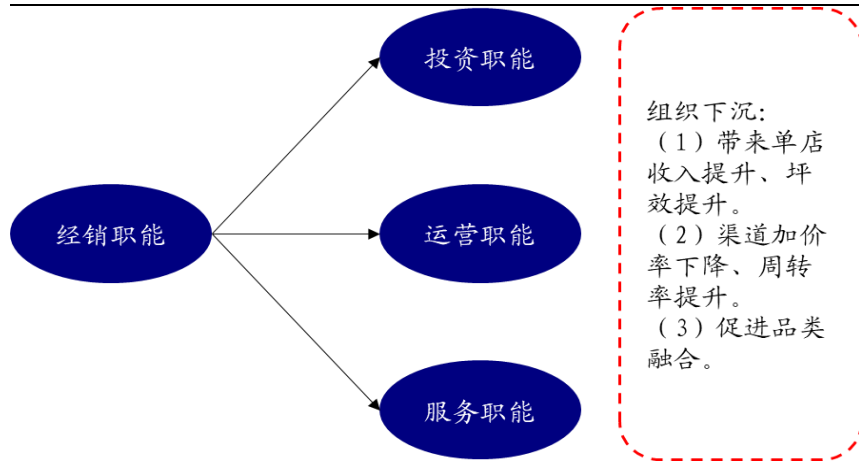 投资职能
经销职能
运营职能
服务职能
组织下沉：
（1）带来单店
收入提升、坪
效提升。
（2）渠道加价
率下降、周转
率提升。
（3）促进品类
融合。